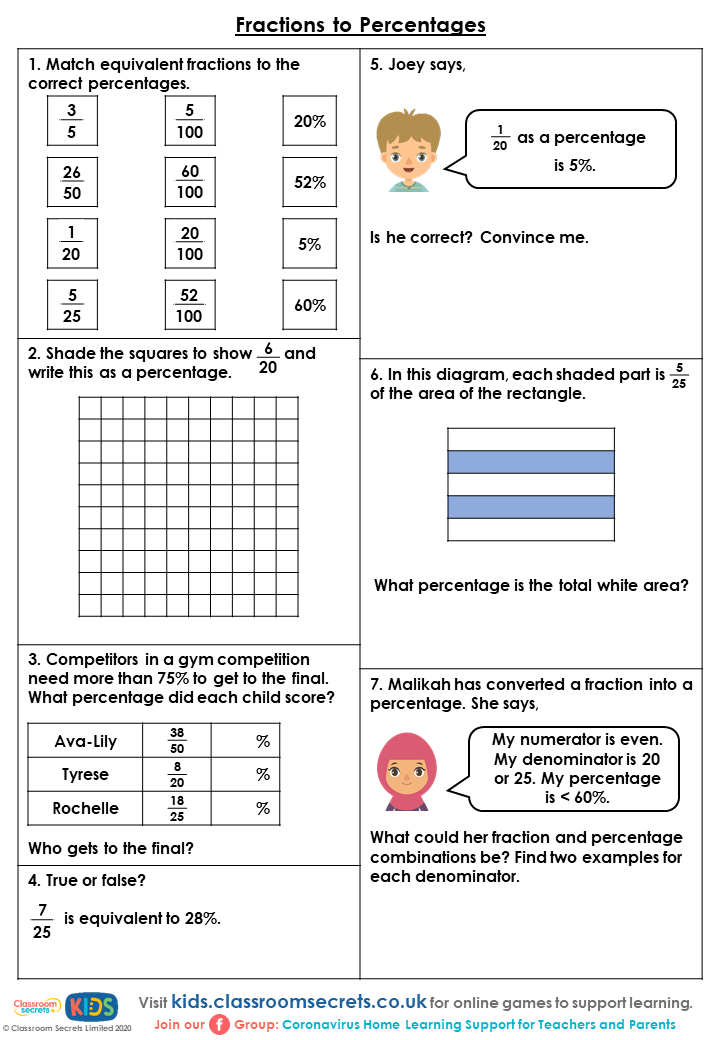 Fractions to Percentages
1. Match equivalent fractions to the
correct percentages.
3/5 5/100 20%
26/50 60/100 52%
1/20 20/100 5%
5/25 52/100 60%
2. Shade the squares to show 6/20 and
write this as a percentage.
3. Competitors in a gym competition
need more than 75% to get to the final.
What percentage did each child score?
Ava-Lily 38/50 %
Tyrese 8/20 %
Rochelle 18/25 %
Who gets to the final?
4. True or false?
7/25 is equivalent to 28%.
5. Joey says,
1/20 as a percentage
is 5%.
Is he correct? Convince me.
6. In this diagram, each shaded part is 5/25
of the area of the rectangle.
What percentage is the total white area?
7. Malikah has converted a fraction into a
percentage. She says,
My numerator is even.
My denominator is 20
or 25. My percentage
is < 60%.
What could her fraction and percentage
combinations be? Find two examples for
each denominator.
Classroom
Secrets
KIDS
© Classroom Secrets Limited 2020
Visit kids.classroomsecrets.co.uk for online games to support learning.
Join our f Group: Coronavirus Home Learning Support for Teachers and Parents